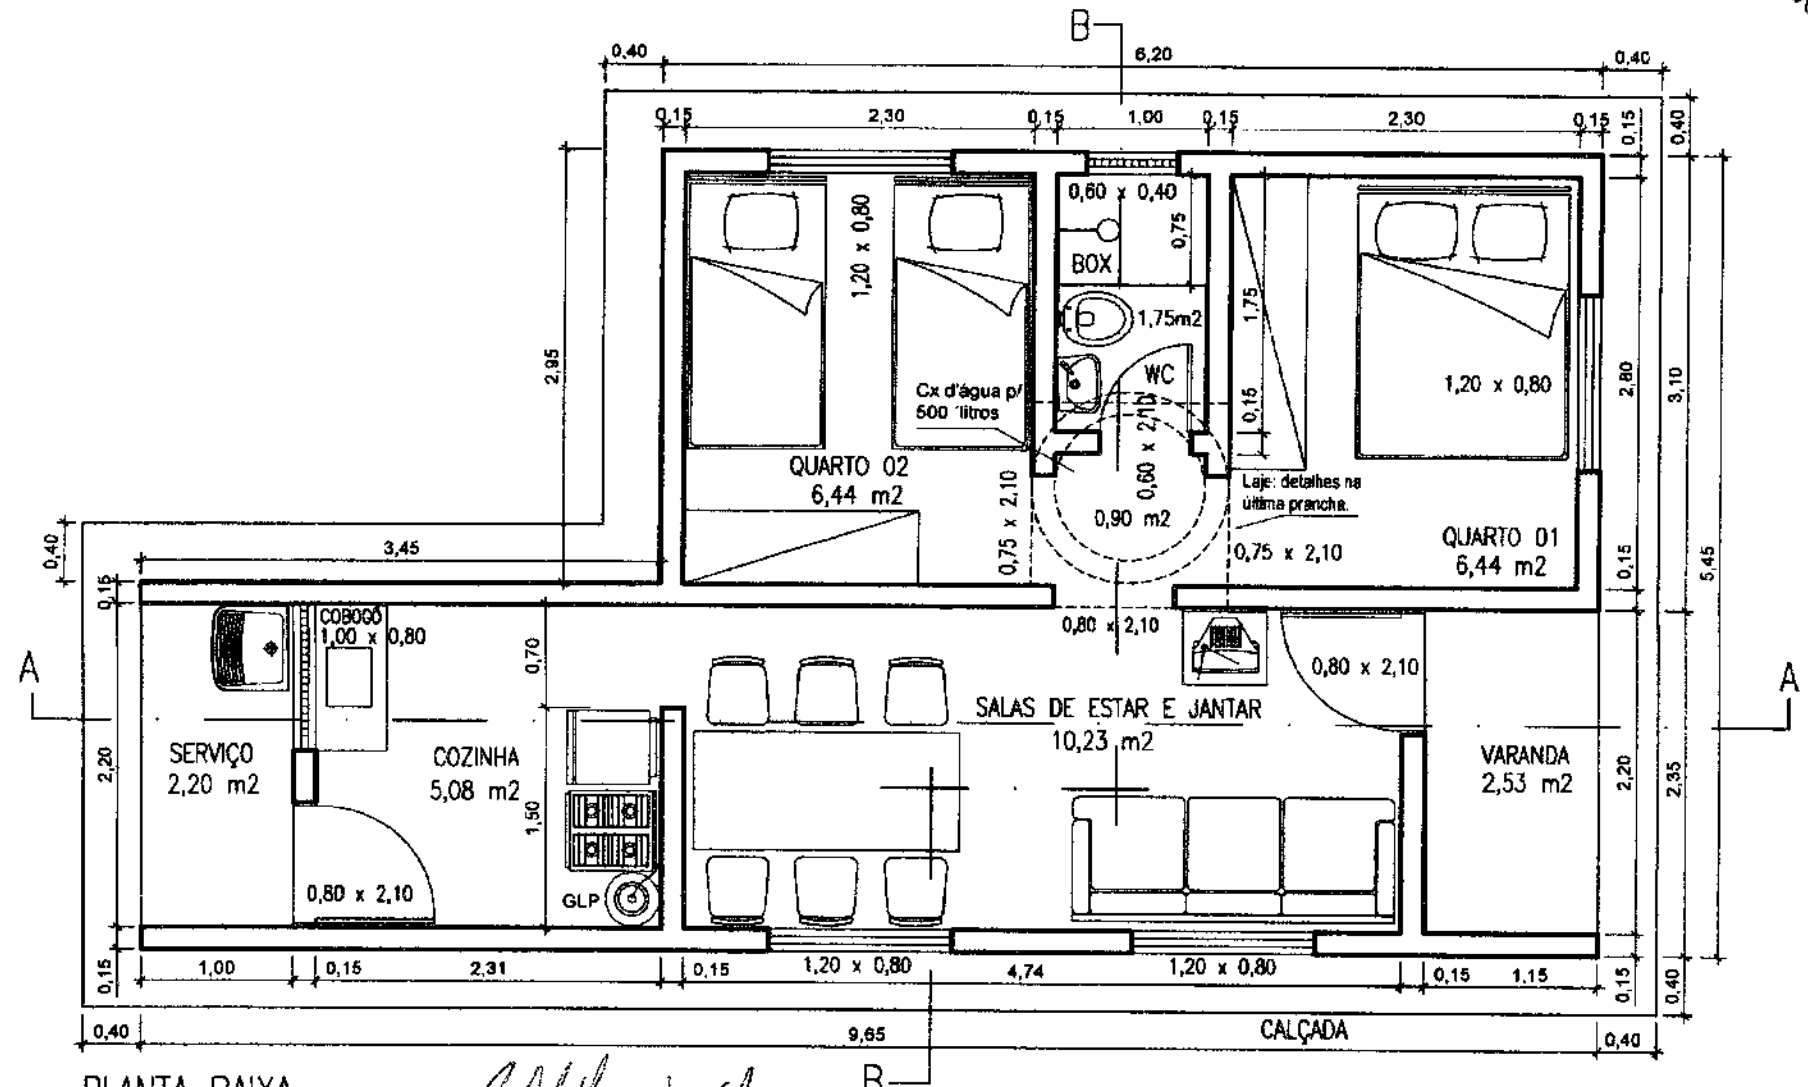 B
0,40
6,20
0,40
0,15
2,30
0,15
1,00
0,15
2,30
0,15
0,15
0,40
0,60 x 0,40
0,75
1,20 x 0,80
BOX
1,75m2
1,75
WC
2,95
Cx d'água p/
500 litros
0,15
1,20 x 0,80
2,80
3,10
QUARTO 02
6,44 m2
0,60 x 2,10
0,75 x 2,10
0,90 m2
Laje: detalhes na
última prancha.
0,75 x 2,10
QUARTO 01
6,44 m2
0,15
5,45
0,40
3,45
0,15
COBOGÓ
1,00 x 0,80
0,70
0,80 x 2,10
0,80 x 2,10
A
A
SALAS DE ESTAR E JANTAR
10,23 m2
SERVIÇO
2,20 m2
COZINHA
5,08 m2
VARANDA
2,53 m2
2,20
2,20
2,35
1,50
0,80 x 2,10
GLP
0,15
1,00
0,15
2,31
0,15
1,20 x 0,80
4,74
1,20 x 0,80
0,15
1,15
0,15
0,40
0,40
9,65
CALÇADA
0,40
PLANTA BAIXA
B